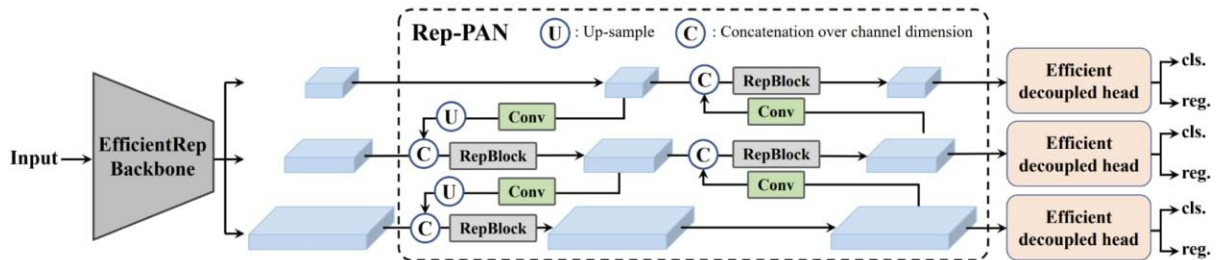 Rep-PAN
U : Up-sample
C : Concatenation over channel dimension
Input
EfficientRep
Backbone
C
RepBlock
Conv
Efficient
decoupled head
cls.
reg.
U
Conv
C
RepBlock
C
RepBlock
Conv
Efficient
decoupled head
cls.
reg.
U
Conv
C
RepBlock
Efficient
decoupled head
cls.
reg.